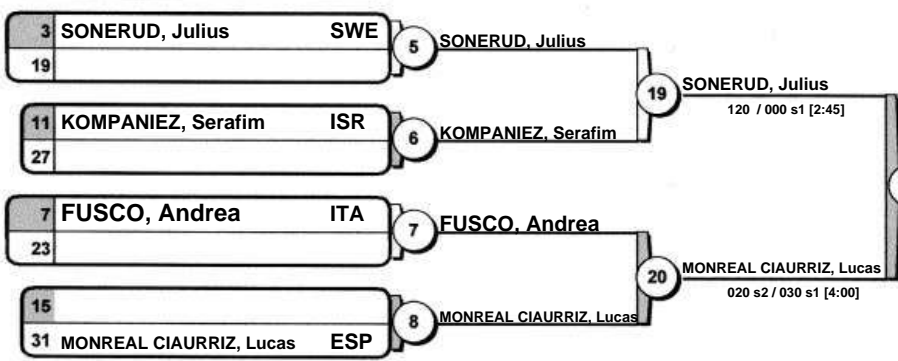 3 SONERUD, Julius SWE
19
5 SONERUD, Julius
11 KOMPANIEZ, Serafim ISR
27
6 KOMPANIEZ, Serafim
19 SONERUD, Julius
120 / 000 s1 [2:45]
7 FUSCO, Andrea ITA
23
7 FUSCO, Andrea
15
31 MONREAL CIAURRIZ, Lucas ESP
8 MONREAL CIAURRIZ, Lucas
20 MONREAL CIAURRIZ, Lucas
020 s2 / 030 s1 [4:00]